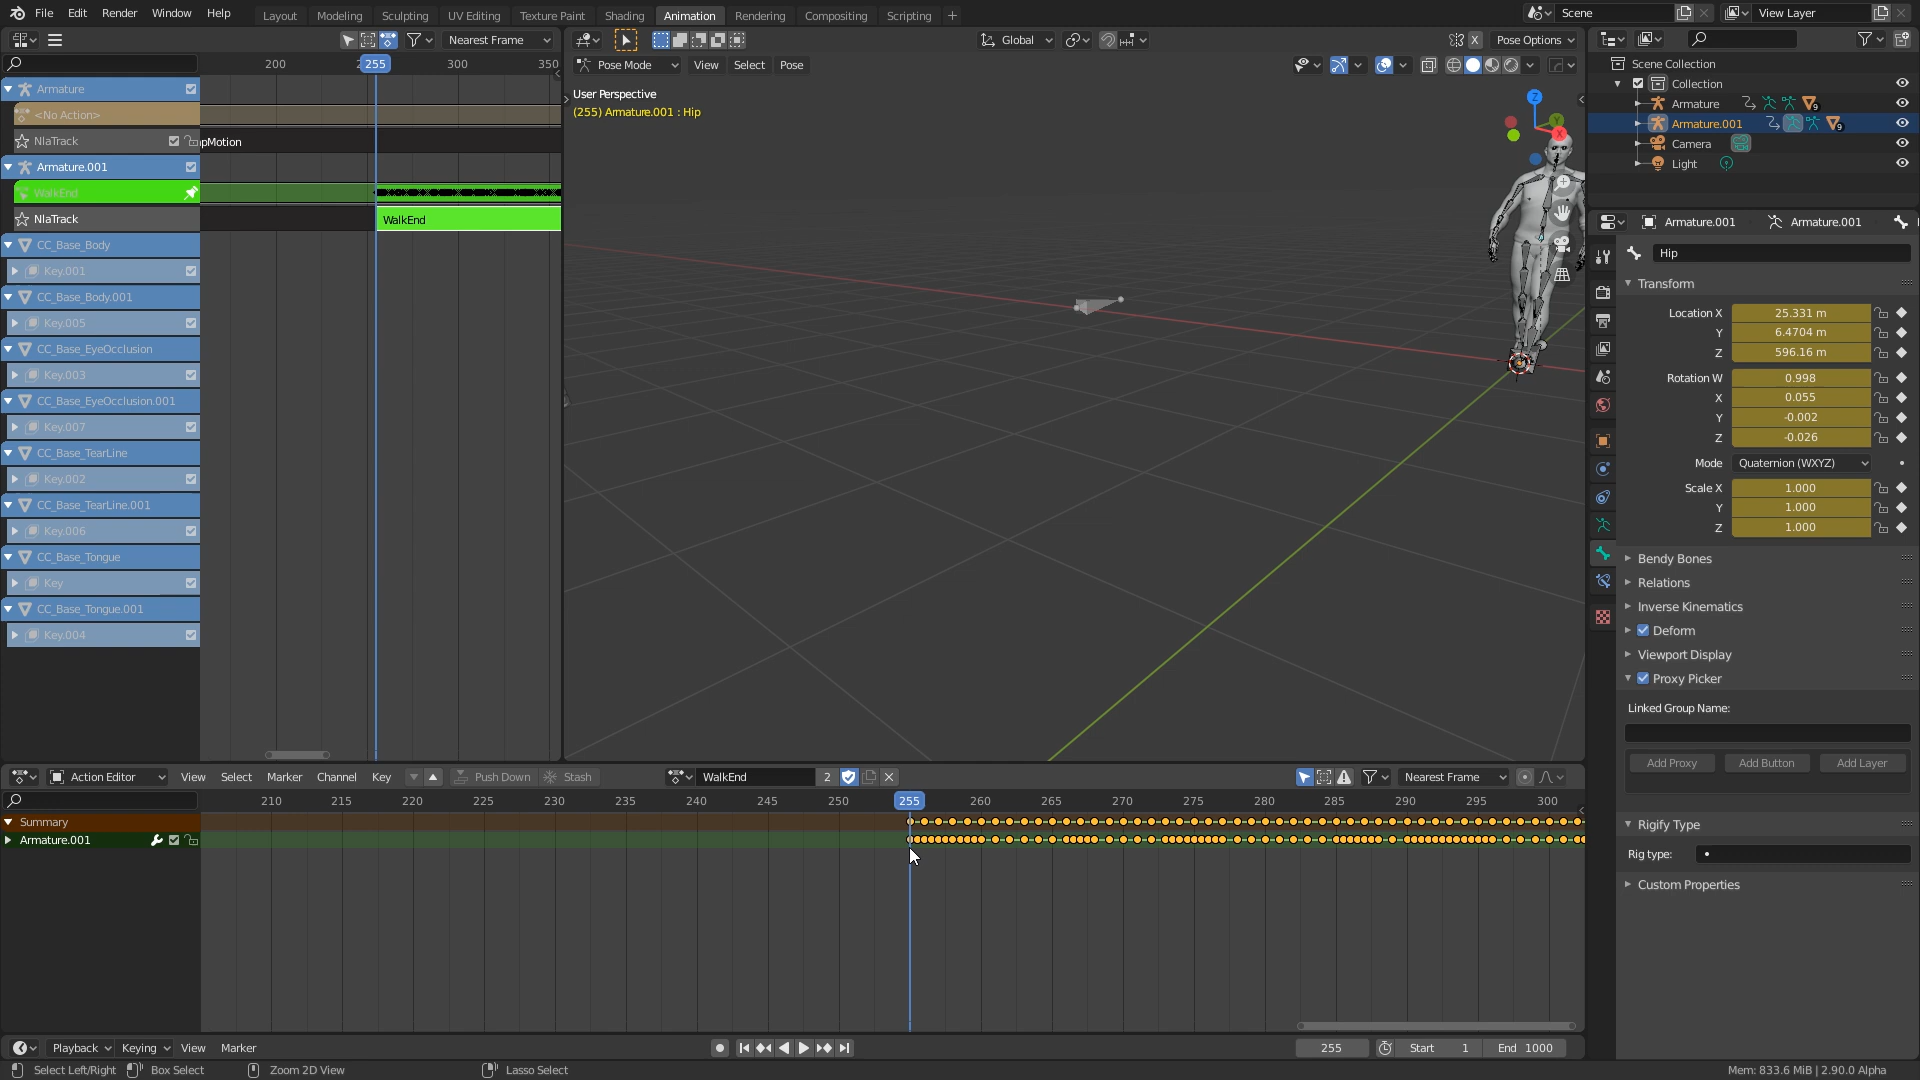 File Edit Render Window Help
Layout Modeling Sculpting UV Editing Texture Paint Shading Animation Rendering Compositing Scripting +
Scene
View Layer
Nearest Frame
Global
X
Pose Options
Pose Mode View Select Pose
200 255 300 350
Armature
<No Action>
NlaTrack
pMotion
Armature.001
WalkEnd
NlaTrack
WalkEnd
CC_Base_Body
Key.001
CC_Base_Body.001
Key.005
CC_Base_EyeOcclusion
Key.003
CC_Base_EyeOcclusion.001
Key.007
CC_Base_TearLine
Key.002
CC_Base_TearLine.001
Key.006
CC_Base_Tongue
Key
CC_Base_Tongue.001
Key.004
User Perspective
(255) Armature.001 : Hip
Z
Y
X
Scene Collection
Collection
Armature 9
Armature.001 9
Camera
Light
Armature.001 Armature.001
Hip
Transform
Location X 25.331 m
Y 6.4704 m
Z 596.16 m
Rotation W 0.998
X 0.055
Y -0.002
Z -0.026
Mode Quaternion (WXYZ)
Scale X 1.000
Y 1.000
Z 1.000
Bendy Bones
Relations
Inverse Kinematics
Deform
Viewport Display
Proxy Picker
Linked Group Name:
Add Proxy Add Button Add Layer
Rigify Type
Rig type:
Custom Properties
Action Editor View Select Marker Channel Key Push Down Stash WalkEnd 2 Nearest Frame
210 215 220 225 230 235 240 245 250 255 260 265 270 275 280 285 290 295 300
Summary
Armature.001
Playback Keying View Marker 255 Start 1 End 1000
Select Left/Right Box Select Zoom 2D View Lasso Select Mem: 833.6 MiB | 2.90.0 Alpha